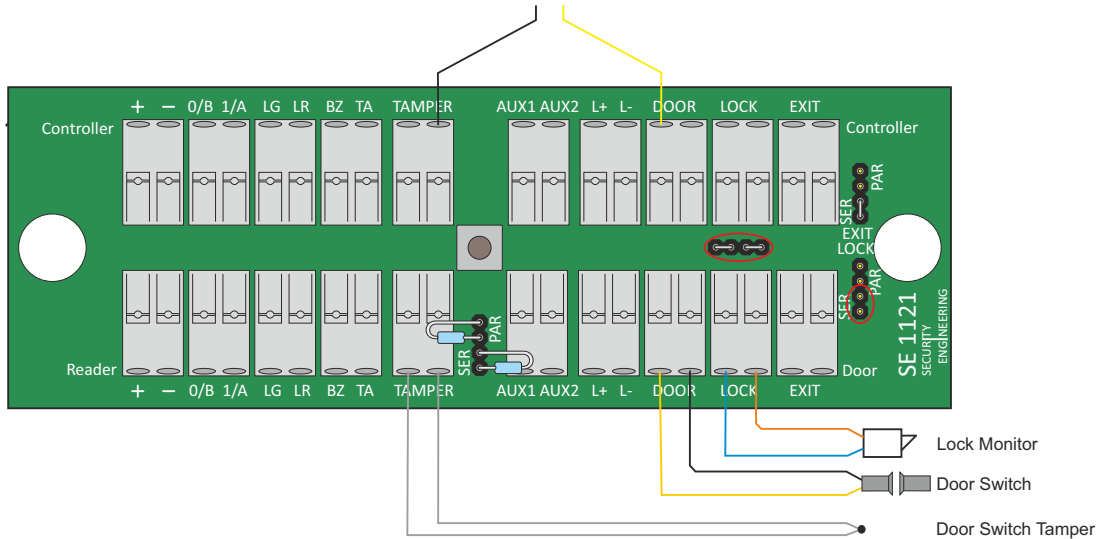 + − 0/B 1/A LG LR BZ TA TAMPER AUX1 AUX2 L+ L- DOOR LOCK EXIT
Controller
Controller
PAR
SER
EXIT
LOCK
PAR
SER
PAR
SER
SE 1121
SECURITY
ENGINEERING
Reader
Door
+ − 0/B 1/A LG LR BZ TA TAMPER AUX1 AUX2 L+ L- DOOR LOCK EXIT
Lock Monitor
Door Switch
Door Switch Tamper